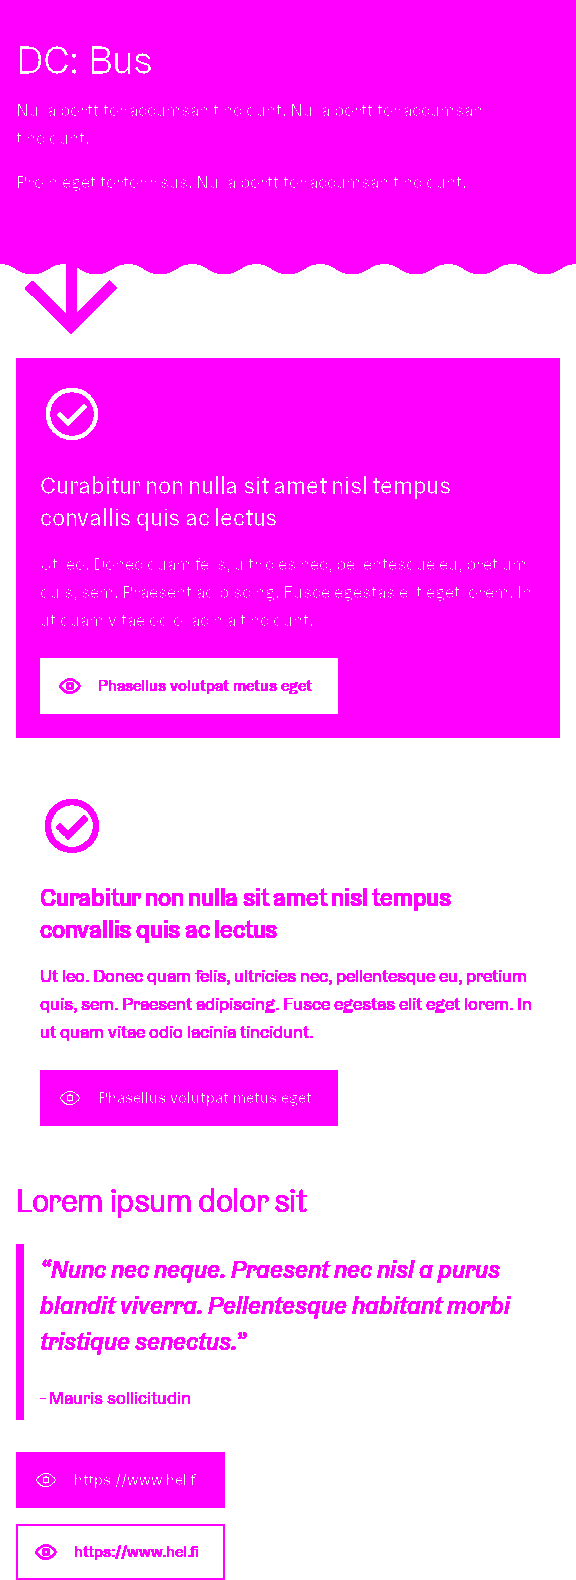 DC: Bus
Nulla porttitor accumsan tincidunt. Nulla porttitor accumsan
tincidunt.
Proin eget tortor risus. Nulla porttitor accumsan tincidunt.
Curabitur non nulla sit amet nisl tempus
convallis quis ac lectus
Ut leo. Donec quam felis, ultricies nec, pellentesque eu, pretium
quis, sem. Praesent adipiscing. Fusce egestas elit eget lorem. In
ut quam vitae odio lacinia tincidunt.
Phasellus volutpat metus eget
Curabitur non nulla sit amet nisl tempus
convallis quis ac lectus
Ut leo. Donec quam felis, ultricies nec, pellentesque eu, pretium
quis, sem. Praesent adipiscing. Fusce egestas elit eget lorem. In
ut quam vitae odio lacinia tincidunt.
Phasellus volutpat metus eget
Lorem ipsum dolor sit
“Nunc nec neque. Praesent nec nisl a purus
blandit viverra. Pellentesque habitant morbi
tristique senectus.”
- Mauris sollicitudin
https://www.hel.fi
https://www.hel.fi